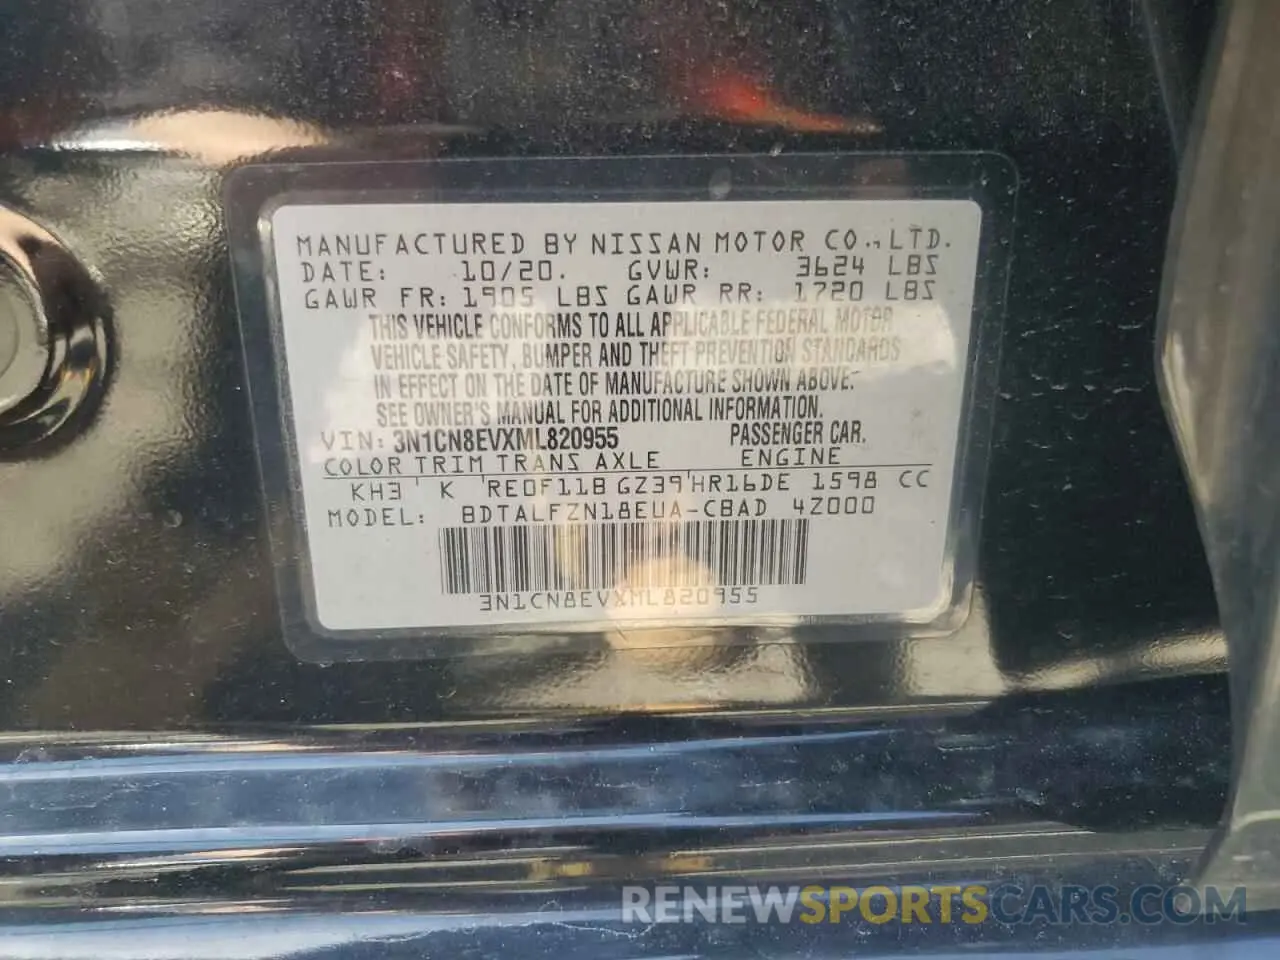 MANUFACTURED BY NISSAN MOTOR CO., LTD.
DATE: 10/20. GVWR: 3624 LBS
GAWR FR: 1905 LBS GAWR RR: 1720 LBS
THIS VEHICLE CONFORMS TO ALL APPLICABLE FEDERAL MOTOR
VEHICLE SAFETY, BUMPER AND THEFT PREVENTION STANDARDS
IN EFFECT ON THE DATE OF MANUFACTURE SHOWN ABOVE.
SEE OWNER'S MANUAL FOR ADDITIONAL INFORMATION.
VIN: 3N1CN8EVXML820955 PASSENGER CAR.
COLOR TRIM TRANS AXLE ENGINE
KH3 K RE0F11B GZ39 HR16DE 1598 CC
MODEL: BDTALFZN18EUA-CBAD 4Z000
3N1CN8EVXML820955
RENEWSPORTSCARS.COM